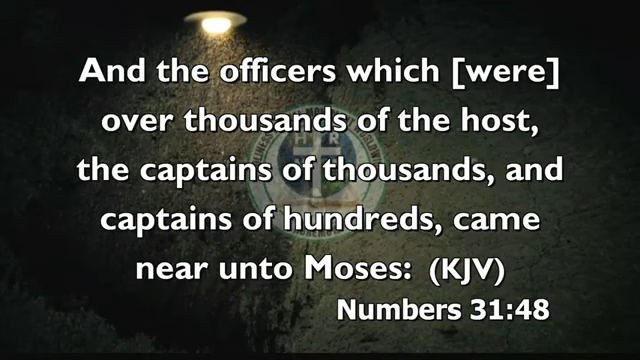 And the officers which [were]
over thousands of the host,
the captains of thousands, and
captains of hundreds, came
near unto Moses: (KJV)
Numbers 31:48